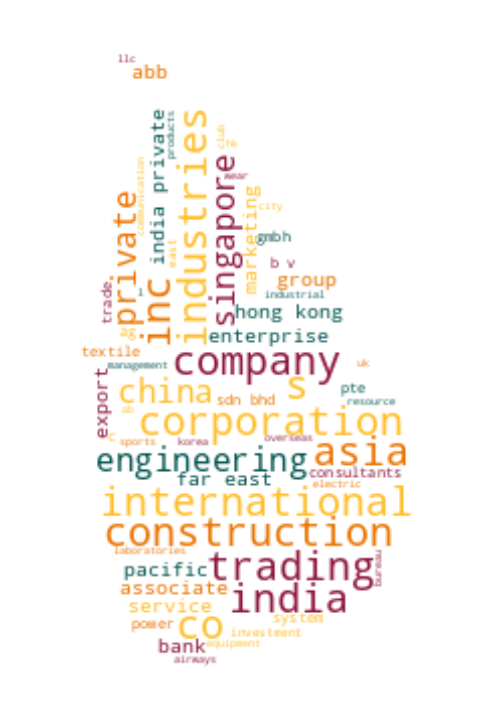 llc
abb
india private
products
industries
club
hk
communication
singapore
wear
private
marketing
city
east
gmbh
inc
b v
trade
group
l
industrial
hong kong
ag
enterprise
textile
company
management
uk
export
china
s
pte
sdn bhd
resource
ab
corporation
sports
korea
overseas
asia
engineering
far east
consultants
electric
international
construction
laboratories
trading
bureau
pacific
associate
india
service
power
co
system
investment
bank
equipment
airways